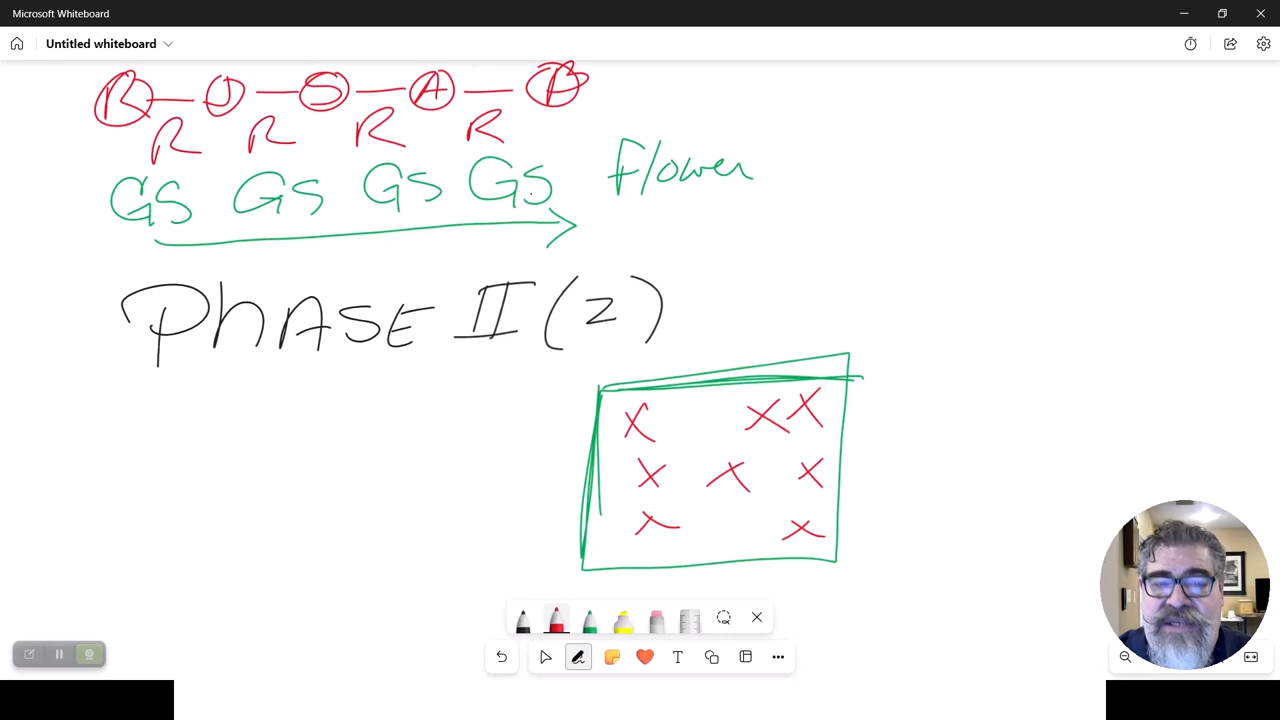 Microsoft Whiteboard
Untitled whiteboard
R J S A B
R R R R
GS GS GS GS Flower
PHASE II (2)
X X X
X X X
X X
T